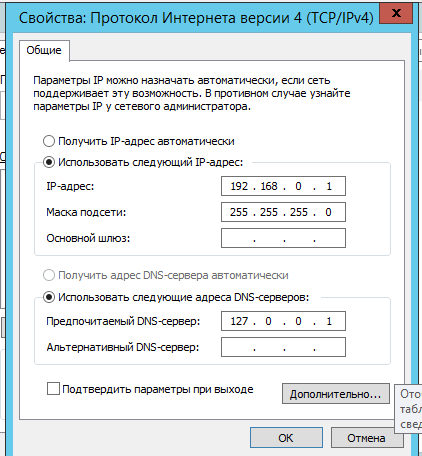 Свойства: Протокол Интернета версии 4 (TCP/IPv4)
Общие
Параметры IP можно назначать автоматически, если сеть
поддерживает эту возможность. В противном случае узнайте
параметры IP у сетевого администратора.
Получить IP-адрес автоматически
Использовать следующий IP-адрес:
IP-адрес: 192 . 168 . 0 . 1
Маска подсети: 255 . 255 . 255 . 0
Основной шлюз: . . .
Получить адрес DNS-сервера автоматически
Использовать следующие адреса DNS-серверов:
Предпочитаемый DNS-сервер: 127 . 0 . 0 . 1
Альтернативный DNS-сервер: . . .
Подтвердить параметры при выходе
Дополнительно...
OK Отмена